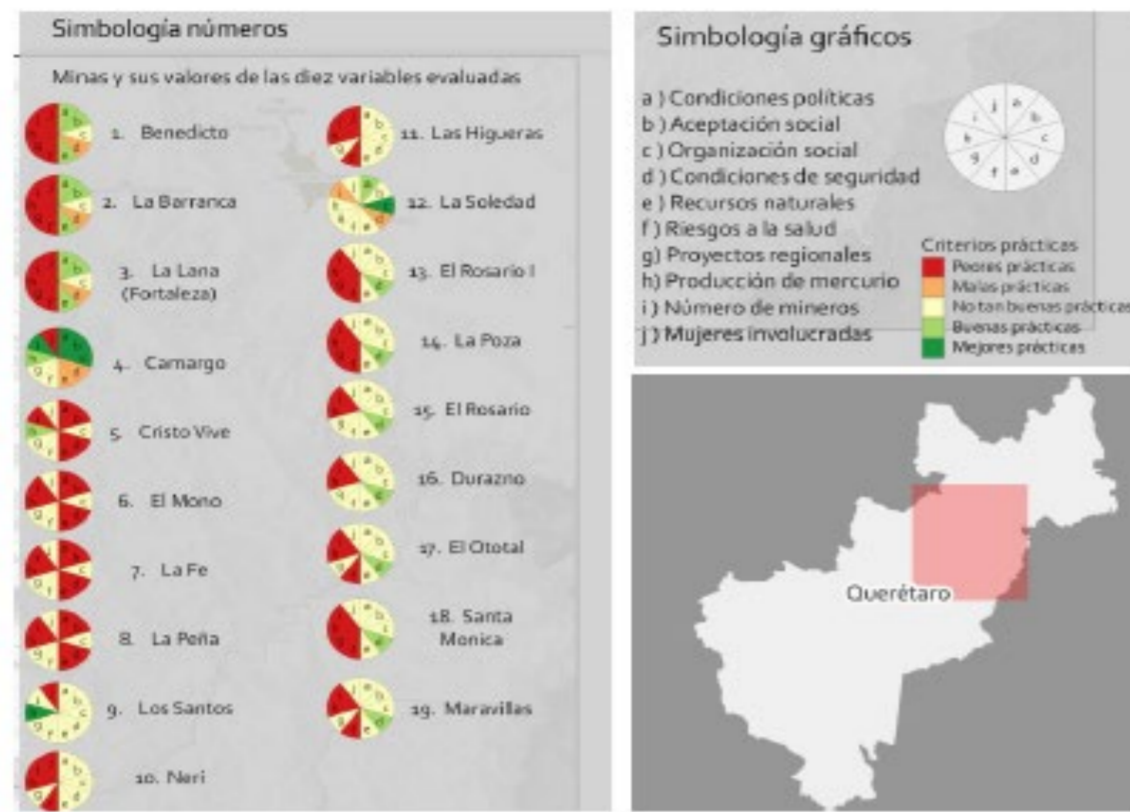 Simbología números
Minas y sus valores de las diez variables evaluadas
1. Benedicto
2. La Barranca
3. La Lana
(Fortaleza)
4. Camargo
5. Cristo Vive
6. El Mono
7. La Fe
8. La Peña
9. Los Santos
10. Neri
11. Las Higueras
12. La Soledad
13. El Rosario I
14. La Poza
15. El Rosario
16. Durazno
17. El Ototal
18. Santa
Monica
19. Maravillas
Simbología gráficos
a ) Condiciones políticas
b ) Aceptación social
c ) Organización social
d ) Condiciones de seguridad
e ) Recursos naturales
f ) Riesgos a la salud
g) Proyectos regionales
h) Producción de mercurio
i ) Número de mineros
j ) Mujeres involucradas
Criterios prácticas
Peores prácticas
Malas prácticas
No tan buenas prácticas
Buenas prácticas
Mejores prácticas
Querétaro